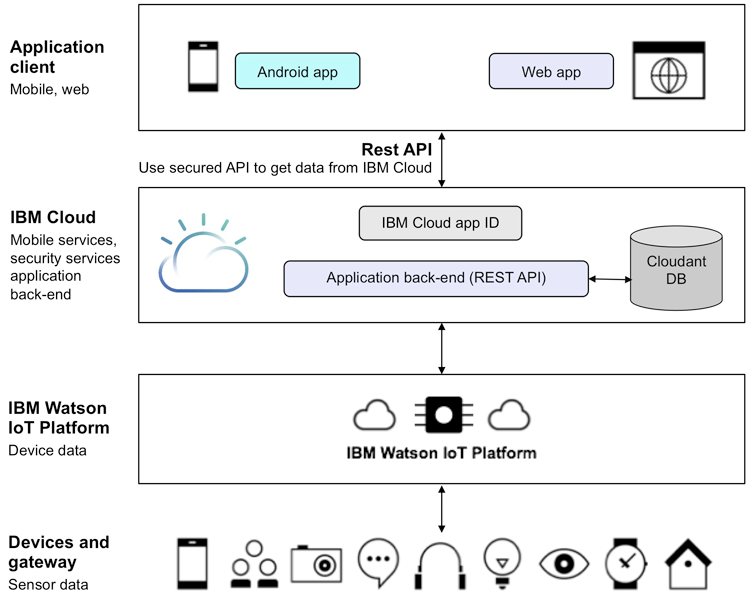 Application
client
Mobile, web
Android app
Web app
Rest API
Use secured API to get data from IBM Cloud
IBM Cloud
Mobile services,
security services
application
back-end
IBM Cloud app ID
Application back-end (REST API)
Cloudant
DB
IBM Watson
IoT Platform
Device data
IBM Watson IoT Platform
Devices and
gateway
Sensor data